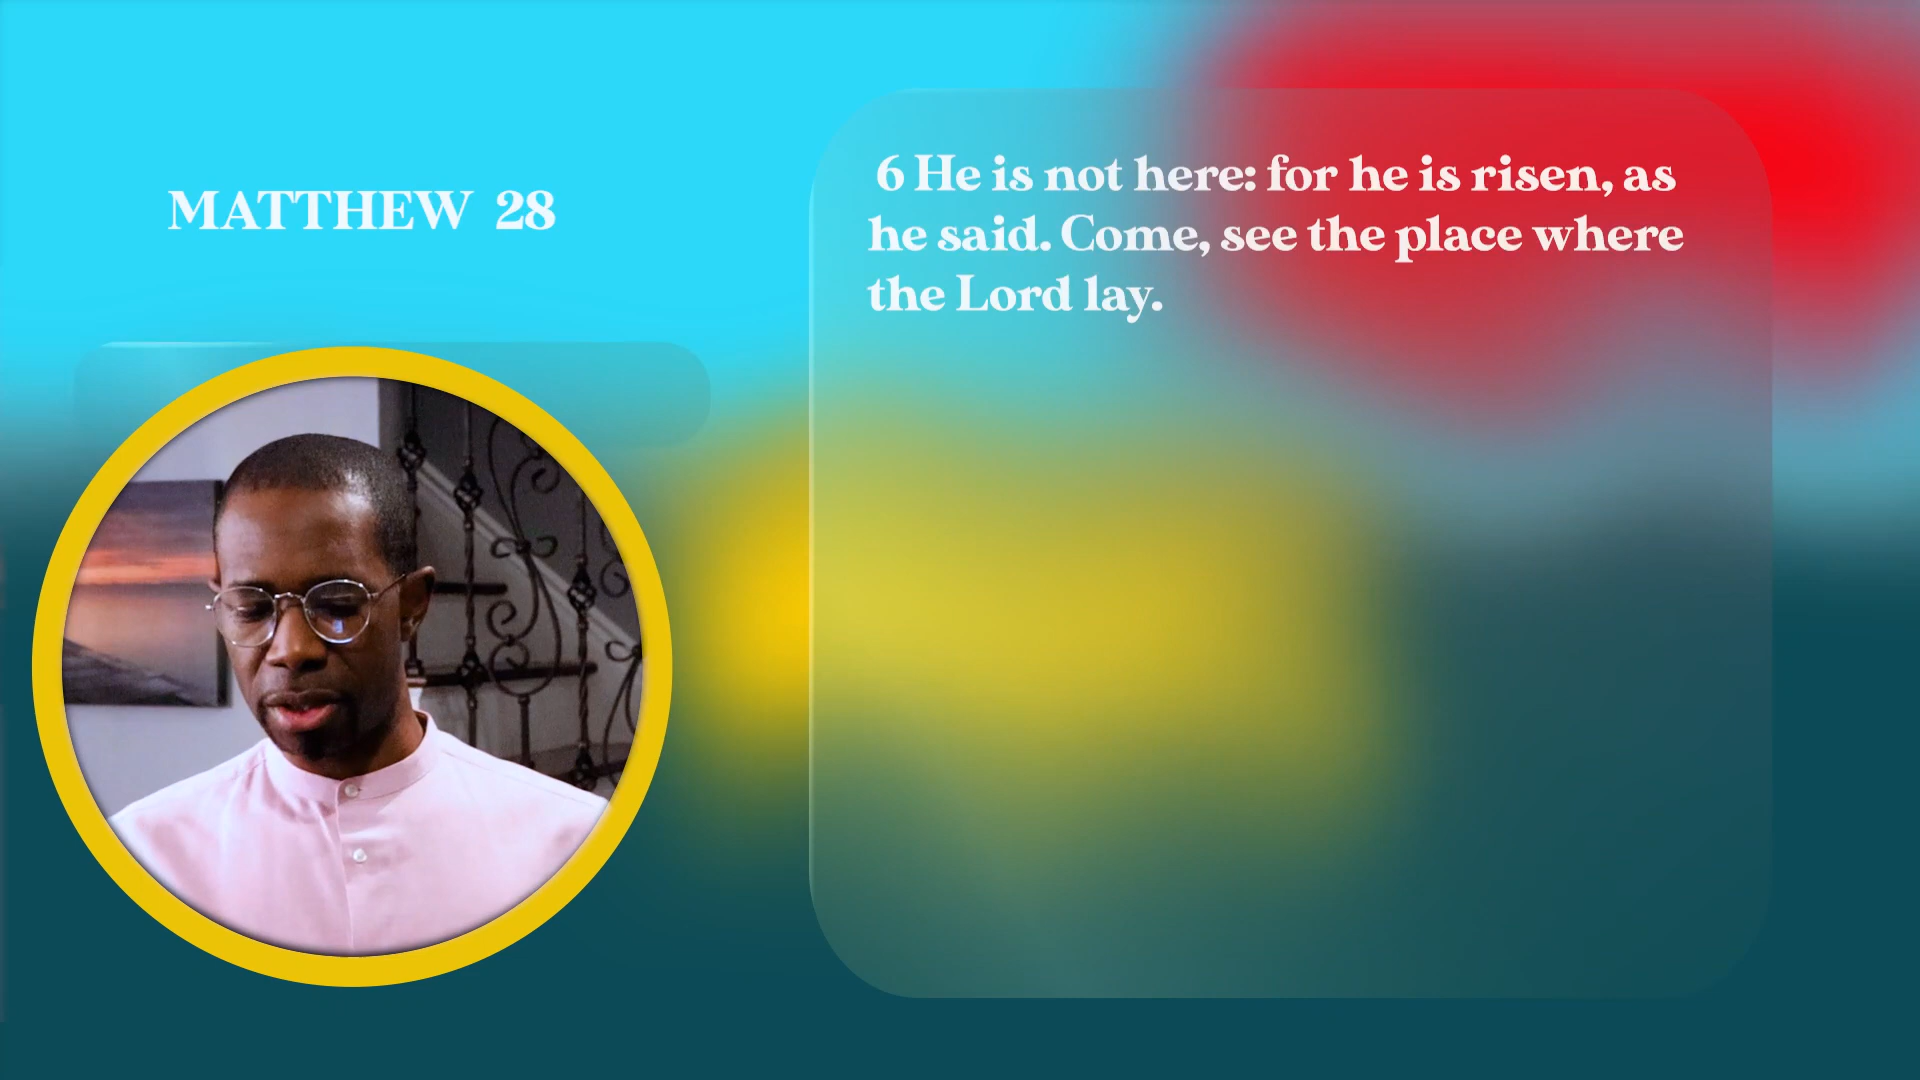 MATTHEW 28
6 He is not here: for he is risen, as
he said. Come, see the place where
the Lord lay.